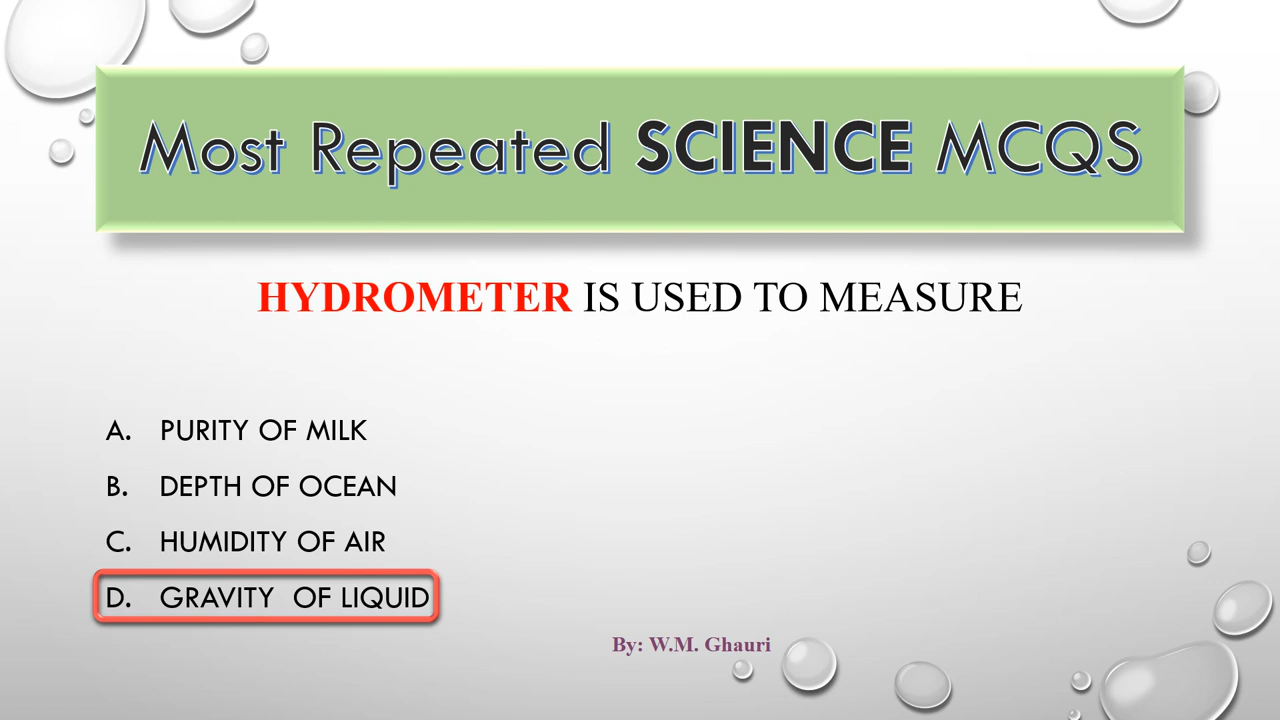 Most Repeated SCIENCE MCQS
HYDROMETER IS USED TO MEASURE
A. PURITY OF MILK
B. DEPTH OF OCEAN
C. HUMIDITY OF AIR
D. GRAVITY OF LIQUID
By: W.M. Ghauri